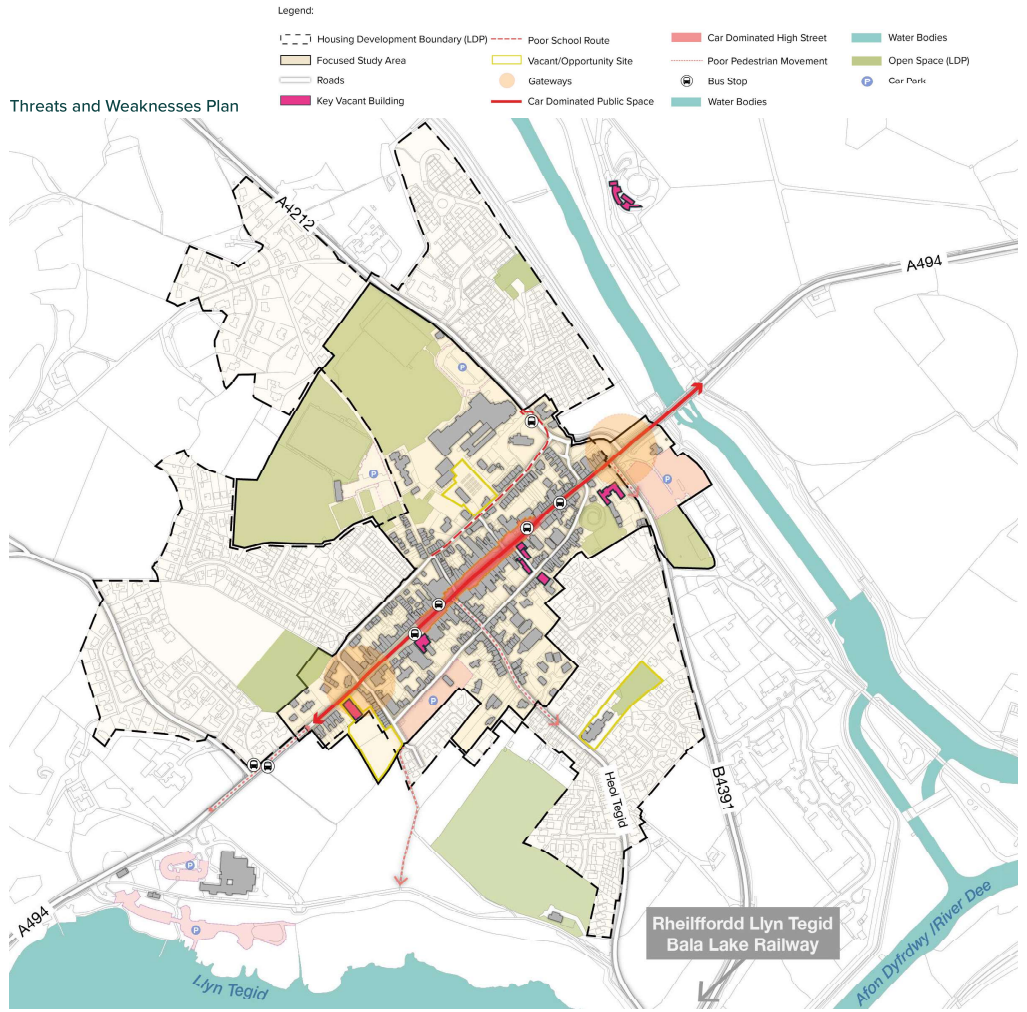 Legend:
Housing Development Boundary (LDP)
Focused Study Area
Roads
Key Vacant Building
Poor School Route
Vacant/Opportunity Site
Gateways
Car Dominated Public Space
Car Dominated High Street
Poor Pedestrian Movement
Bus Stop
Water Bodies
Water Bodies
Open Space (LDP)
P Car Park
Threats and Weaknesses Plan
A4212
A494
P
P
P
P
Heol Tegid
B4391
P
P
A494
Llyn Tegid
Rheilffordd Llyn Tegid
Bala Lake Railway
Afon Dyfrdwy /River Dee